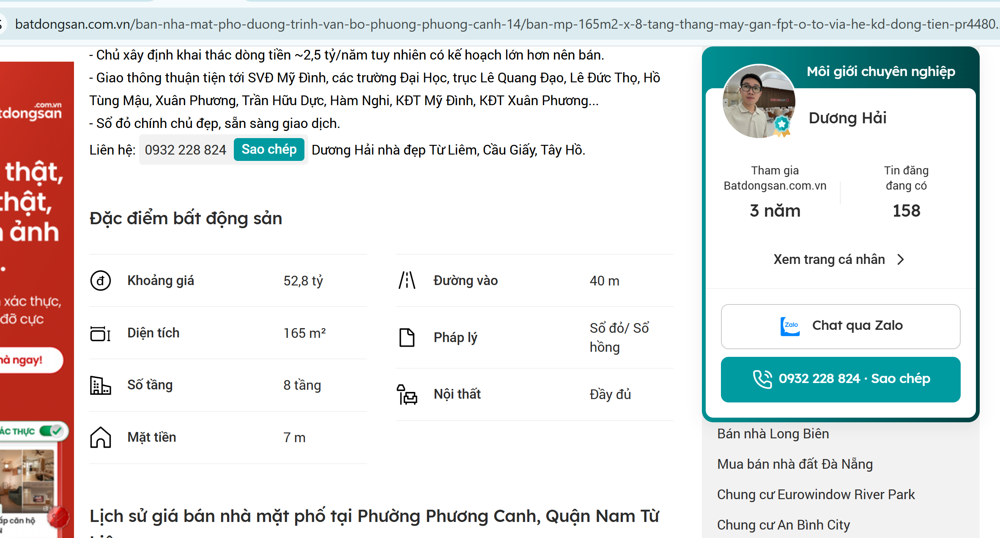 batdongsan.com.vn/ban-nha-mat-pho-duong-trinh-van-bo-phuong-phuong-canh-14/ban-mp-165m2-x-8-tang-thang-may-gan-fpt-o-to-via-he-kd-dong-tien-pr4480..
- Chủ xây định khai thác dòng tiền ~2,5 tỷ/năm tuy nhiên có kế hoạch lớn hơn nên bán.
- Giao thông thuận tiện tới SVĐ Mỹ Đình, các trường Đại Học, trục Lê Quang Đạo, Lê Đức Thọ, Hồ
Tùng Mậu, Xuân Phương, Trần Hữu Dực, Hàm Nghi, KĐT Mỹ Đình, KĐT Xuân Phương...
- Sổ đỏ chính chủ đẹp, sẵn sàng giao dịch.
Liên hệ: 0932 228 824 Sao chép Dương Hải nhà đẹp Từ Liêm, Cầu Giấy, Tây Hồ.
Đặc điểm bất động sản
Khoảng giá 52,8 tỷ
Diện tích 165 m²
Số tầng 8 tầng
Mặt tiền 7 m
Đường vào 40 m
Pháp lý Sổ đỏ/ Sổ
hồng
Nội thất Đầy đủ
Lịch sử giá bán nhà mặt phố tại Phường Phương Canh, Quận Nam Từ
.com.vn
tdongsan
thật,
thật,
ảnh
xác thực,
đỡ cực
nà ngay!
ÁC THỰC
ấp căn hộ
Môi giới chuyên nghiệp
Dương Hải
Tham gia
Batdongsan.com.vn
3 năm
Tin đăng
đang có
158
Xem trang cá nhân
Zalo Chat qua Zalo
0932 228 824 · Sao chép
Bán nhà Long Biên
Mua bán nhà đất Đà Nẵng
Chung cư Eurowindow River Park
Chung cư An Bình City